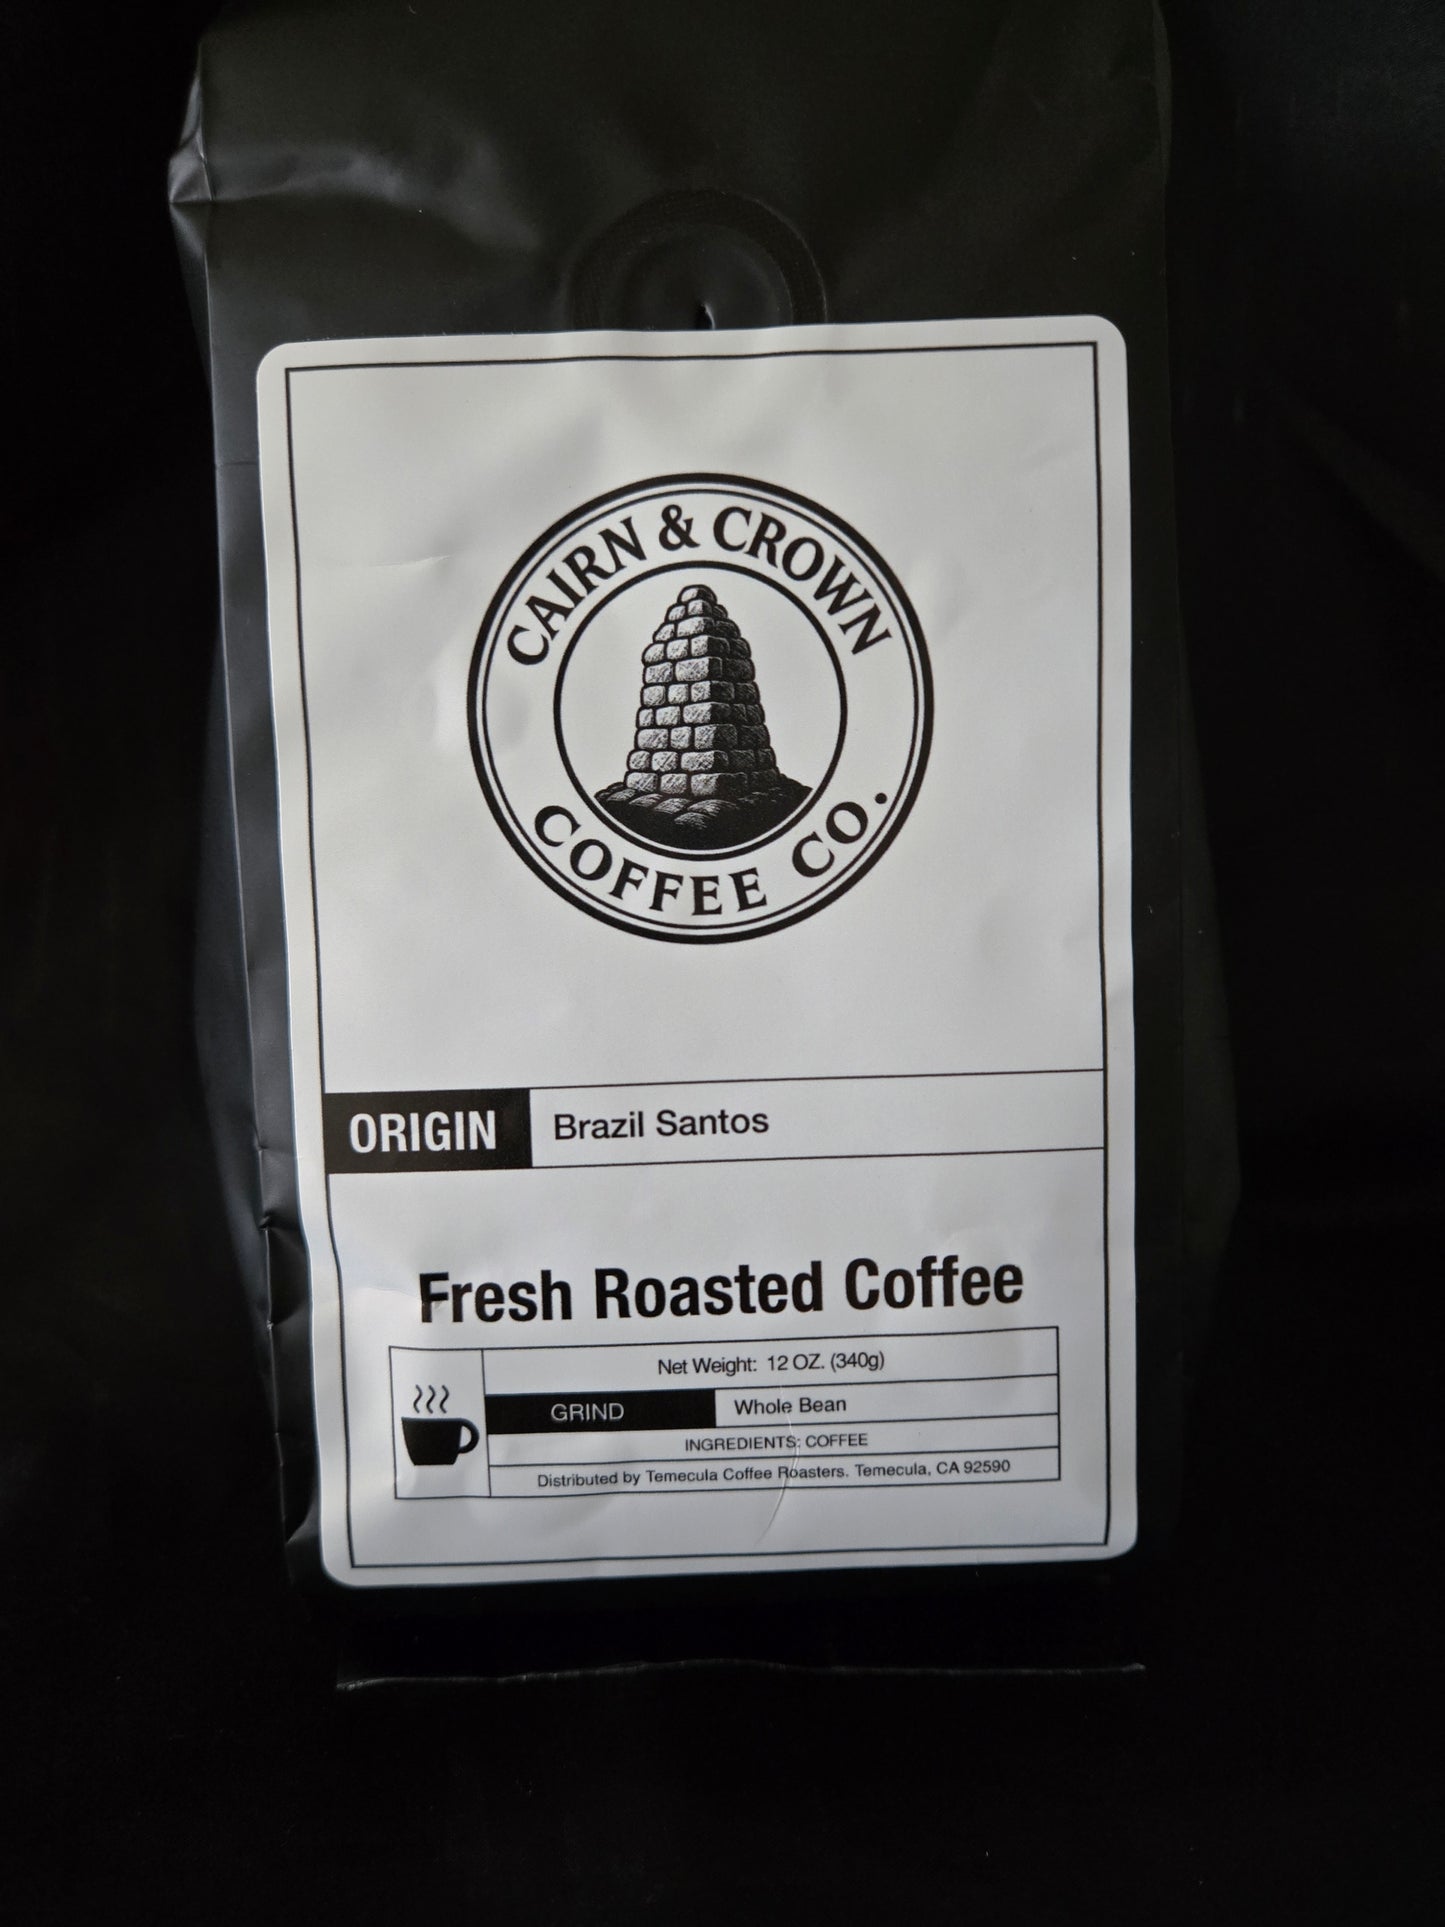 CAIRN & CROWN
COFFEE CO.
ORIGIN Brazil Santos
Fresh Roasted Coffee
Net Weight: 12 OZ. (340g)
GRIND Whole Bean
INGREDIENTS: COFFEE
Distributed by Temecula Coffee Roasters. Temecula, CA 92590